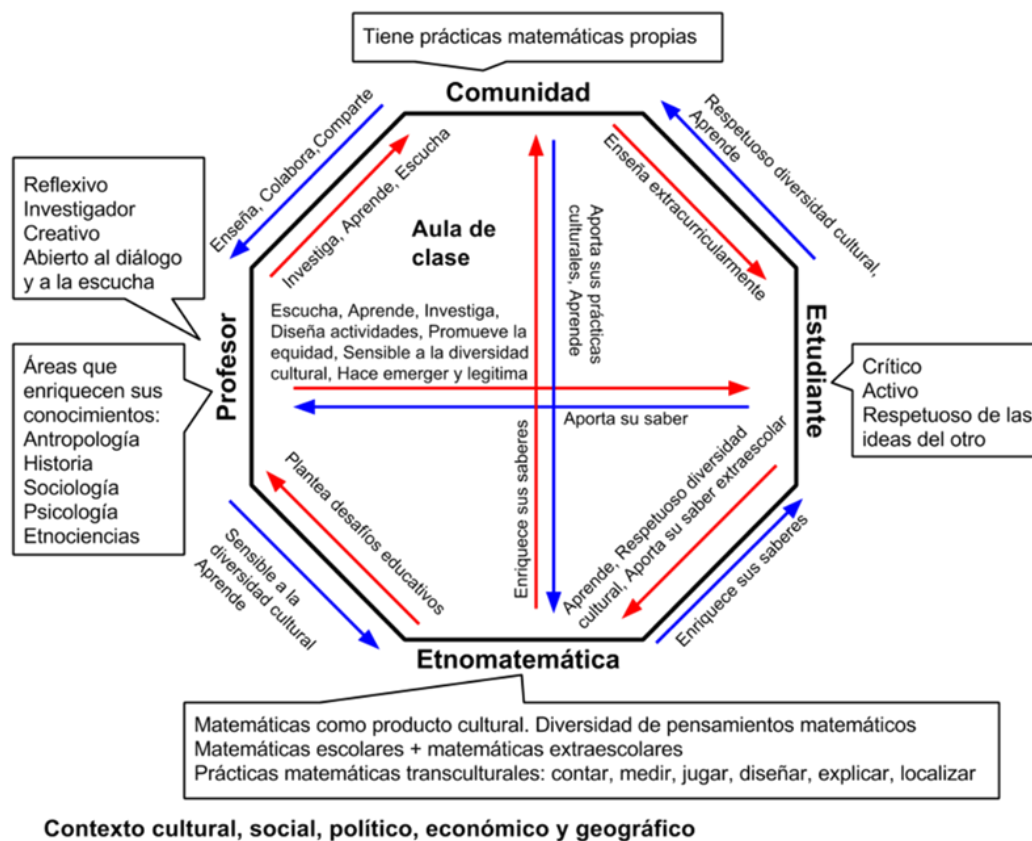 Tiene prácticas matemáticas propias
Comunidad
Enseña, Colabora,Comparte
Investiga, Aprende, Escucha
Respetuoso diversidad cultural,
Aprende
Enseña extracurricularmente
Reflexivo
Investigador
Creativo
Abierto al diálogo
y a la escucha
Aula de
clase
Aporta sus prácticas
culturales, Aprende
Profesor
Estudiante
Escucha, Aprende, Investiga,
Diseña actividades, Promueve la
equidad, Sensible a la diversidad
cultural, Hace emerger y legitima
Aporta su saber
Áreas que
enriquecen sus
conocimientos:
Antropología
Historia
Sociología
Psicología
Etnociencias
Crítico
Activo
Respetuoso de las
ideas del otro
Plantea desafíos educativos
Sensible a la
diversidad cultural
Aprende
Enriquece sus saberes
Aprende, Respetuoso diversidad
cultural, Aporta su saber extraescolar
Enriquece sus saberes
Etnomatemática
Matemáticas como producto cultural. Diversidad de pensamientos matemáticos
Matemáticas escolares + matemáticas extraescolares
Prácticas matemáticas transculturales: contar, medir, jugar, diseñar, explicar, localizar
Contexto cultural, social, político, económico y geográfico